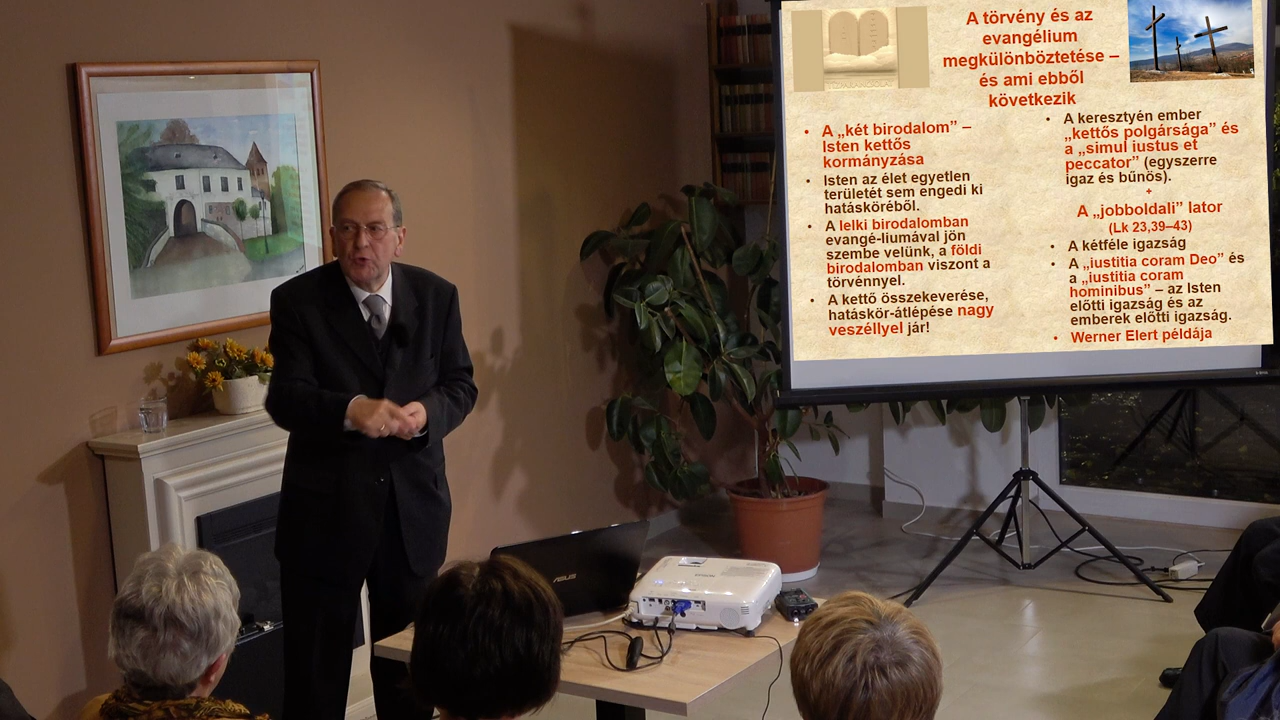 A törvény és az
evangélium
megkülönböztetése –
és ami ebből
következik
• A „két birodalom” –
Isten kettős
kormányzása
• Isten az élet egyetlen
területét sem engedi ki
hatásköréből.
• A lelki birodalomban
evangé-liumával jön
szembe velünk, a földi
birodalomban viszont a
törvénnyel.
• A kettő összekeverése,
hatáskör-átlépése nagy
veszéllyel jár!
• A keresztyén ember
„kettős polgársága” és
a „simul iustus et
peccator” (egyszerre
igaz és bűnös).
+
A „jobboldali” lator
(Lk 23,39–43)
• A kétféle igazság
• A „iustitia coram Deo” és
a „iustitia coram
hominibus” – az Isten
előtti igazság és az
emberek előtti igazság.
• Werner Elert példája
ASUS